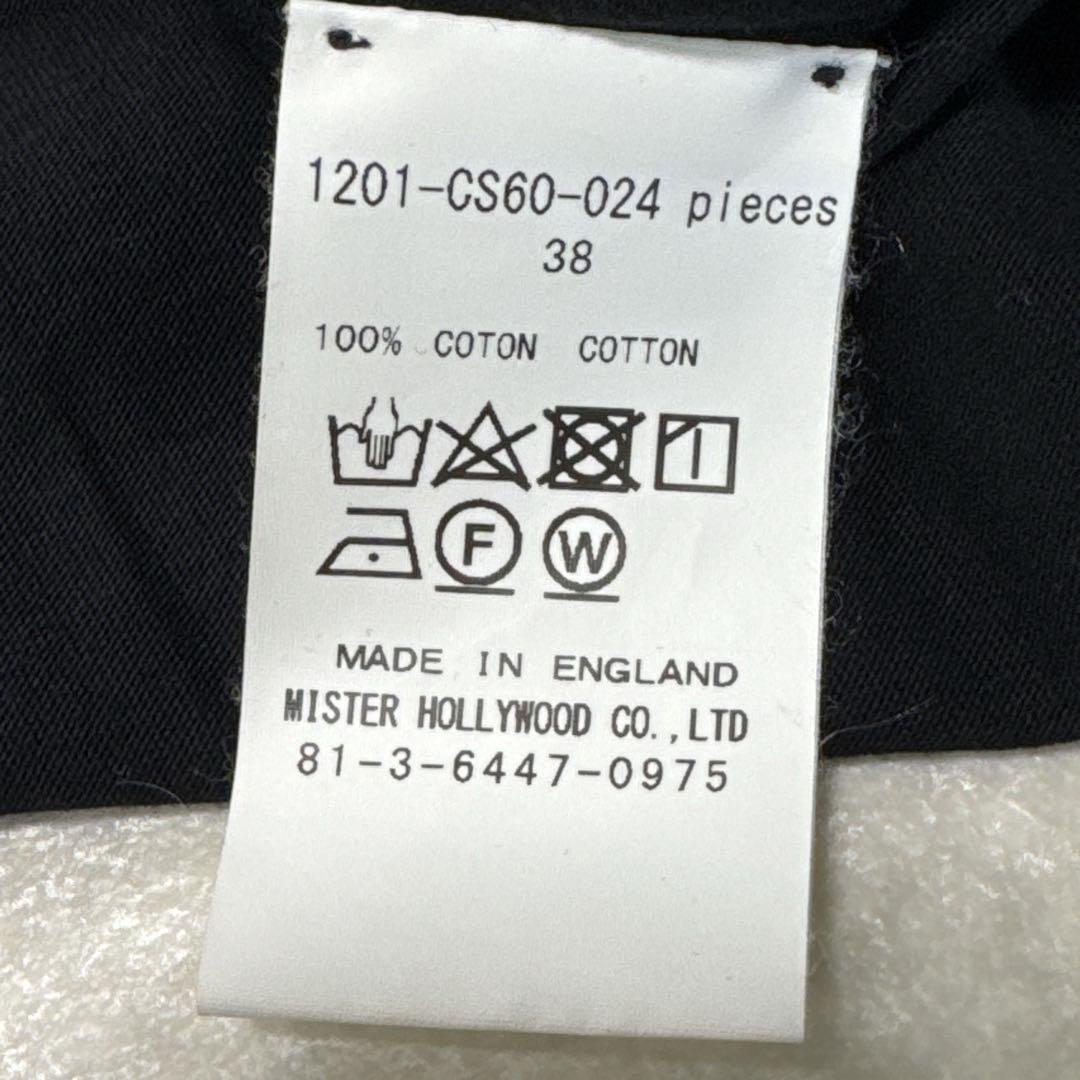 1201-CS60-024 pieces
38
100% COTON COTTON
F W
MADE IN ENGLAND
MISTER HOLLYWOOD CO.,LTD
81-3-6447-0975